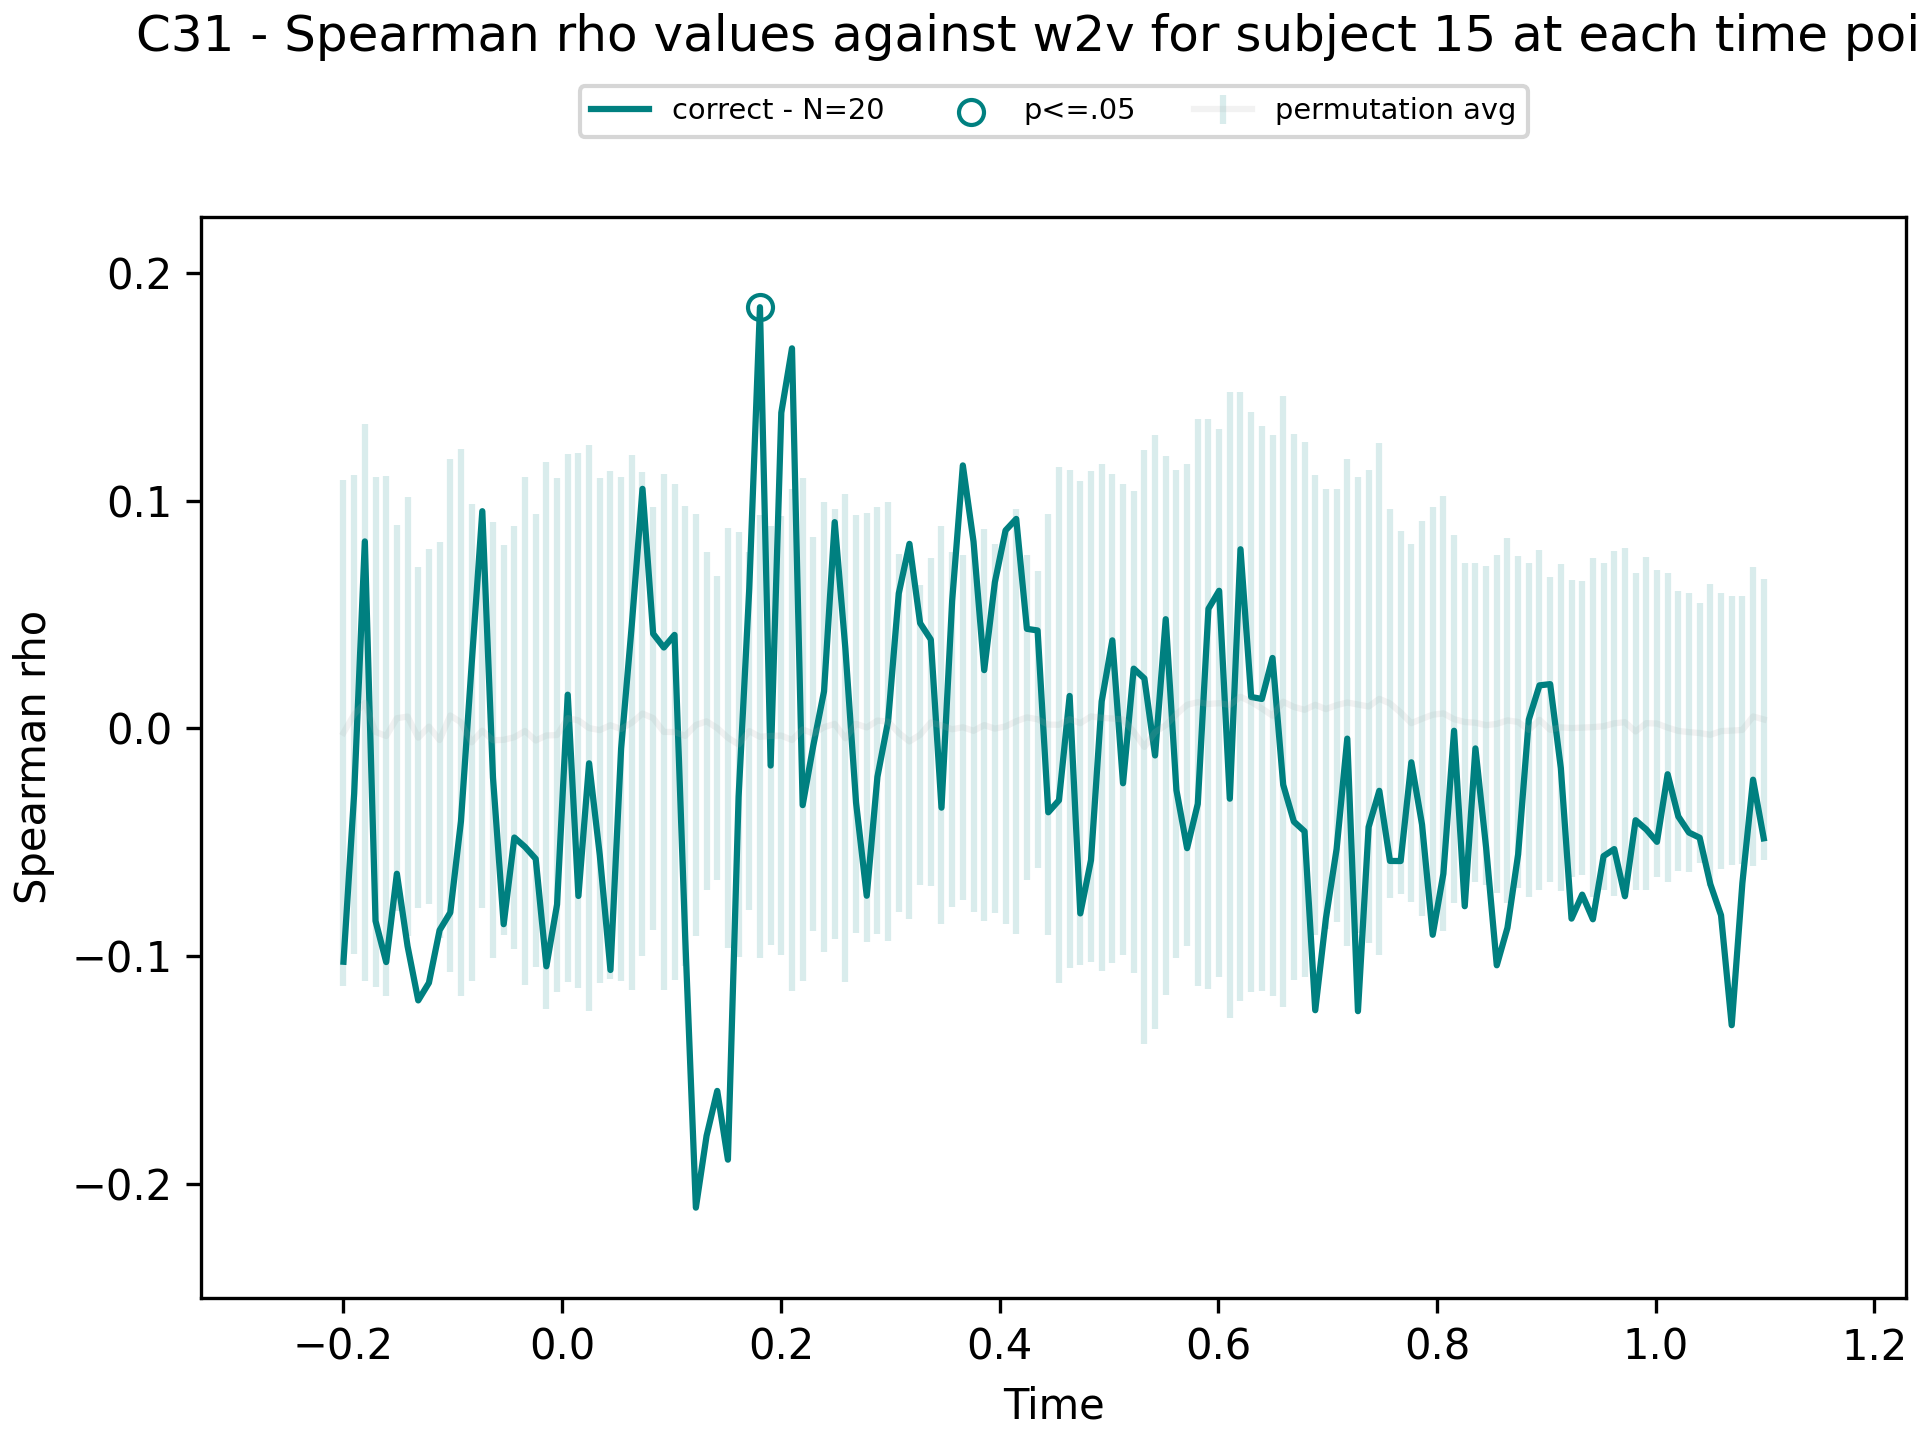 C31 - Spearman rho values against w2v for subject 15 at each time poi
correct - N=20 p<=.05 permutation avg
0.2
0.1
0.0
−0.1
−0.2
Spearman rho
−0.2 0.0 0.2 0.4 0.6 0.8 1.0 1.2
Time